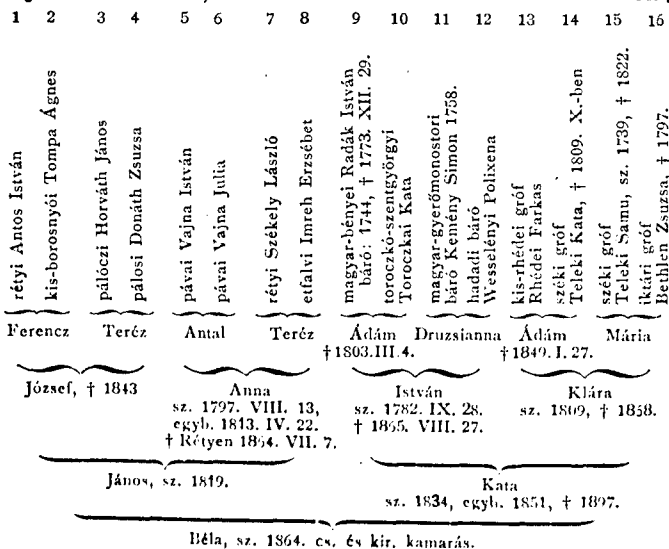 1 2 3 4 5 6 7 8 9 10 11 12 13 14 15 16
rétyi Antos István
kis-borosnyói Tompa Ágnes
pálóczi Horváth János
pálosi Donáth Zsuzsa
pávai Vajna István
pávai Vajna Julia
rétyi Székely László
etfalvi Imreh Erzsébet
magyar-bényei Radák István
báró: 1744, † 1773. XII. 29.
toroczkó-szentgyörgyi
Toroczkai Kata
magyar-gyerőmonostori
báró Kemény Simon 1758.
hadadi báró
Wesselényi Polixena
kis-rhédei gróf
Rhédei Farkas
széki gróf
Teleki Kata, † 1809. X.-ben
széki gróf
Teleki Samu, sz. 1739, † 1822.
iktári gróf
Bethlen Zsuzsa, † 1797.
Ferencz Teréz Antal Teréz Ádám Druzsianna Ádám Mária
† 1803. III. 4. † 1849. I. 27.
József, † 1843 Anna István Klára
sz. 1797. VIII. 13, sz. 1782. IX. 28. sz. 1809, † 1858.
egyb. 1813. IV. 22. † 1865. VIII. 27.
† Rétyen 1864. VII. 7.
János, sz. 1819. Kata
sz. 1834, egyb. 1851, † 1897.
Béla, sz. 1864. cs. és kir. kamarás.